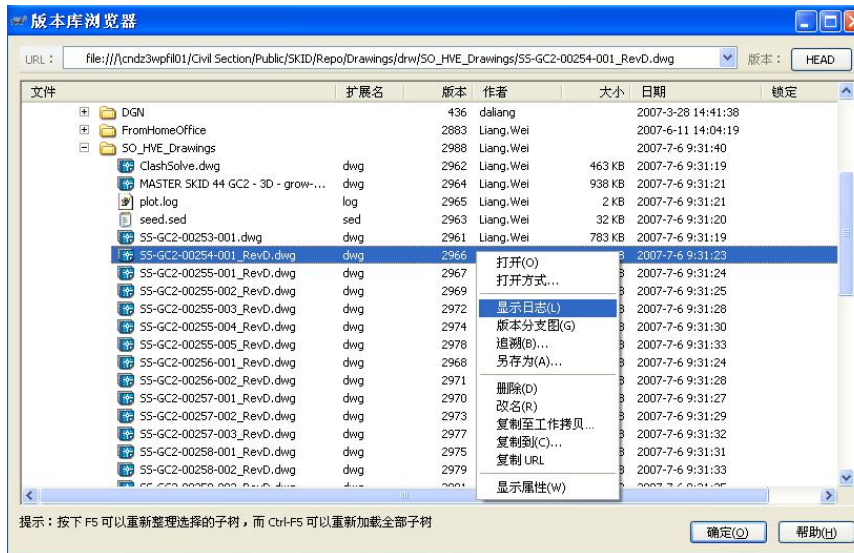 版本库浏览器
URL： file:///\cndz3wpfil01/Civil Section/Public/SKID/Repo/Drawings/drw/SO_HVE_Drawings/SS-GC2-00254-001_RevD.dwg 版本： HEAD
文件 扩展名 版本 作者 大小 日期 锁定
DGN 436 daliang 2007-3-28 14:41:38
FromHomeOffice 2883 Liang.Wei 2007-6-11 14:04:19
SO_HVE_Drawings 2988 Liang.Wei 2007-7-6 9:31:40
ClashSolve.dwg dwg 2962 Liang.Wei 463 KB 2007-7-6 9:31:19
MASTER SKID 44 GC2 - 3D - grow-... dwg 2964 Liang.Wei 938 KB 2007-7-6 9:31:21
plot.log log 2965 Liang.Wei 2 KB 2007-7-6 9:31:21
seed.sed sed 2963 Liang.Wei 32 KB 2007-7-6 9:31:20
SS-GC2-00253-001.dwg dwg 2961 Liang.Wei 783 KB 2007-7-6 9:31:19
SS-GC2-00254-001_RevD.dwg dwg 2966 2007-7-6 9:31:23
SS-GC2-00255-001_RevD.dwg dwg 2967 2007-7-6 9:31:24
SS-GC2-00255-002_RevD.dwg dwg 2969 2007-7-6 9:31:25
SS-GC2-00255-003_RevD.dwg dwg 2972 2007-7-6 9:31:28
SS-GC2-00255-004_RevD.dwg dwg 2974 2007-7-6 9:31:30
SS-GC2-00255-005_RevD.dwg dwg 2978 2007-7-6 9:31:33
SS-GC2-00256-001_RevD.dwg dwg 2968 2007-7-6 9:31:24
SS-GC2-00256-002_RevD.dwg dwg 2971 2007-7-6 9:31:28
SS-GC2-00257-001_RevD.dwg dwg 2970 2007-7-6 9:31:27
SS-GC2-00257-002_RevD.dwg dwg 2973 2007-7-6 9:31:29
SS-GC2-00257-003_RevD.dwg dwg 2977 2007-7-6 9:31:32
SS-GC2-00258-001_RevD.dwg dwg 2975 2007-7-6 9:31:31
SS-GC2-00258-002_RevD.dwg dwg 2979 2007-7-6 9:31:33
打开(O)
打开方式...
显示日志(L)
版本分支图(G)
追溯(B)...
另存为(A)...
删除(D)
改名(R)
复制至工作拷贝...
复制到(C)...
复制 URL
显示属性(W)
提示：按下 F5 可以重新整理选择的子树，而 Ctrl-F5 可以重新加载全部子树
确定(O) 帮助(H)